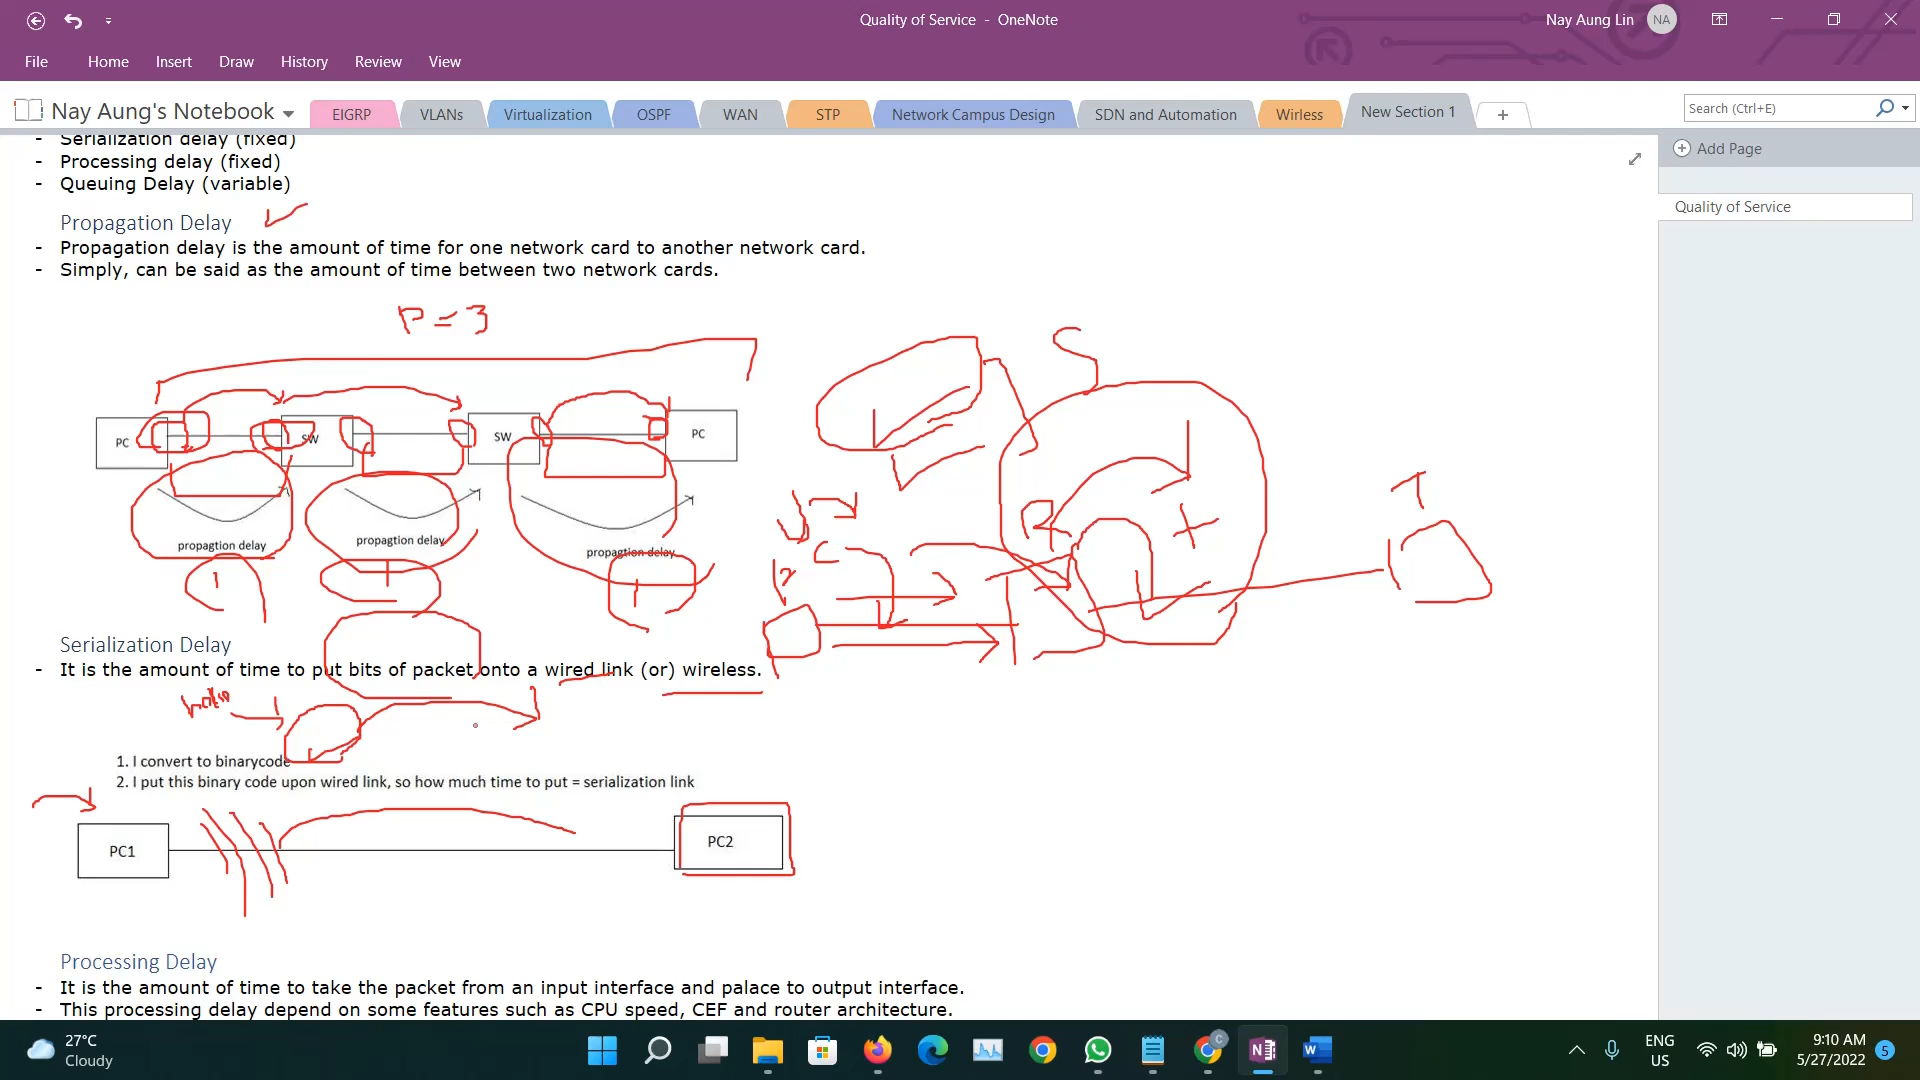 Quality of Service - OneNote
Nay Aung Lin
NA
File Home Insert Draw History Review View
Nay Aung's Notebook
EIGRP
VLANs
Virtualization
OSPF
WAN
STP
Network Campus Design
SDN and Automation
Wirless
New Section 1
Search (Ctrl+E)
Add Page
Quality of Service
- Serialization delay (fixed)
- Processing delay (fixed)
- Queuing Delay (variable)
Propagation Delay
- Propagation delay is the amount of time for one network card to another network card.
- Simply, can be said as the amount of time between two network cards.
P = 3
S
PC
SW
SW
PC
propagtion delay
propagtion delay
propagtion delay
1
1
1
Serialization Delay
- It is the amount of time to put bits of packet onto a wired link (or) wireless.
1. I convert to binarycode
2. I put this binary code upon wired link, so how much time to put = serialization link
PC1
PC2
Processing Delay
- It is the amount of time to take the packet from an input interface and palace to output interface.
- This processing delay depend on some features such as CPU speed, CEF and router architecture.
27°C
Cloudy
ENG
US
9:10 AM
5/27/2022
5